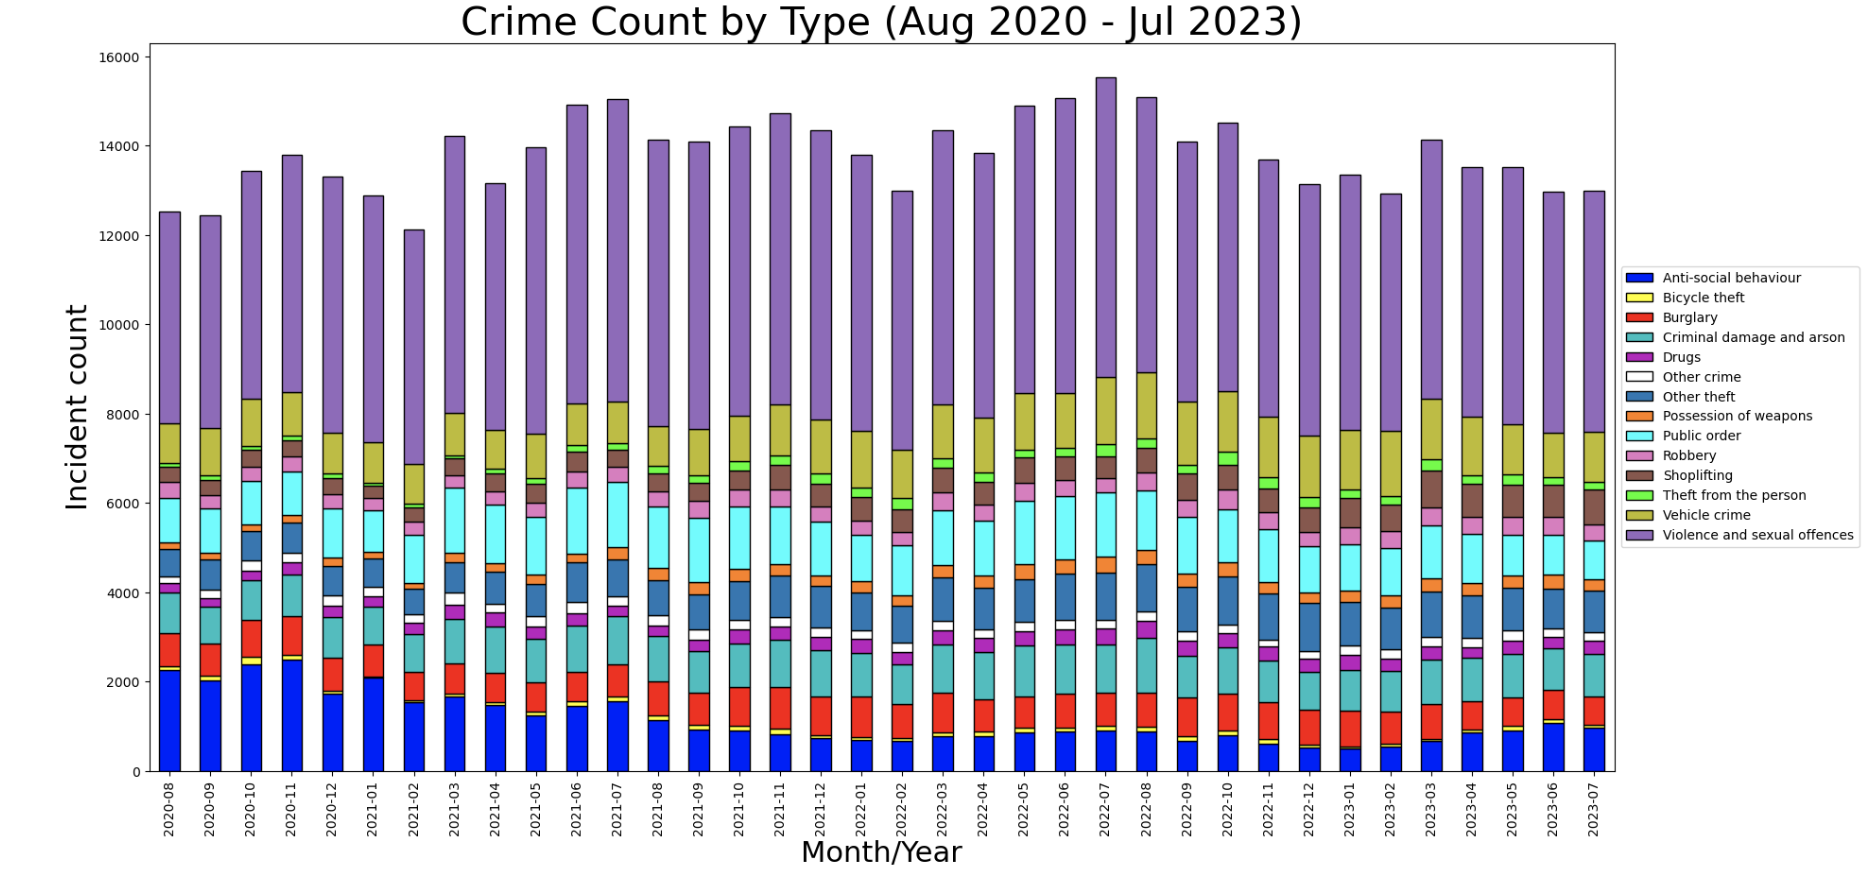 Crime Count by Type (Aug 2020 - Jul 2023)
16000
14000
12000
10000
8000
6000
4000
2000
0
Incident count
2020-08
2020-09
2020-10
2020-11
2020-12
2021-01
2021-02
2021-03
2021-04
2021-05
2021-06
2021-07
2021-08
2021-09
2021-10
2021-11
2021-12
2022-01
2022-02
2022-03
2022-04
2022-05
2022-06
2022-07
2022-08
2022-09
2022-10
2022-11
2022-12
2023-01
2023-02
2023-03
2023-04
2023-05
2023-06
2023-07
Month/Year
Anti-social behaviour
Bicycle theft
Burglary
Criminal damage and arson
Drugs
Other crime
Other theft
Possession of weapons
Public order
Robbery
Shoplifting
Theft from the person
Vehicle crime
Violence and sexual offences